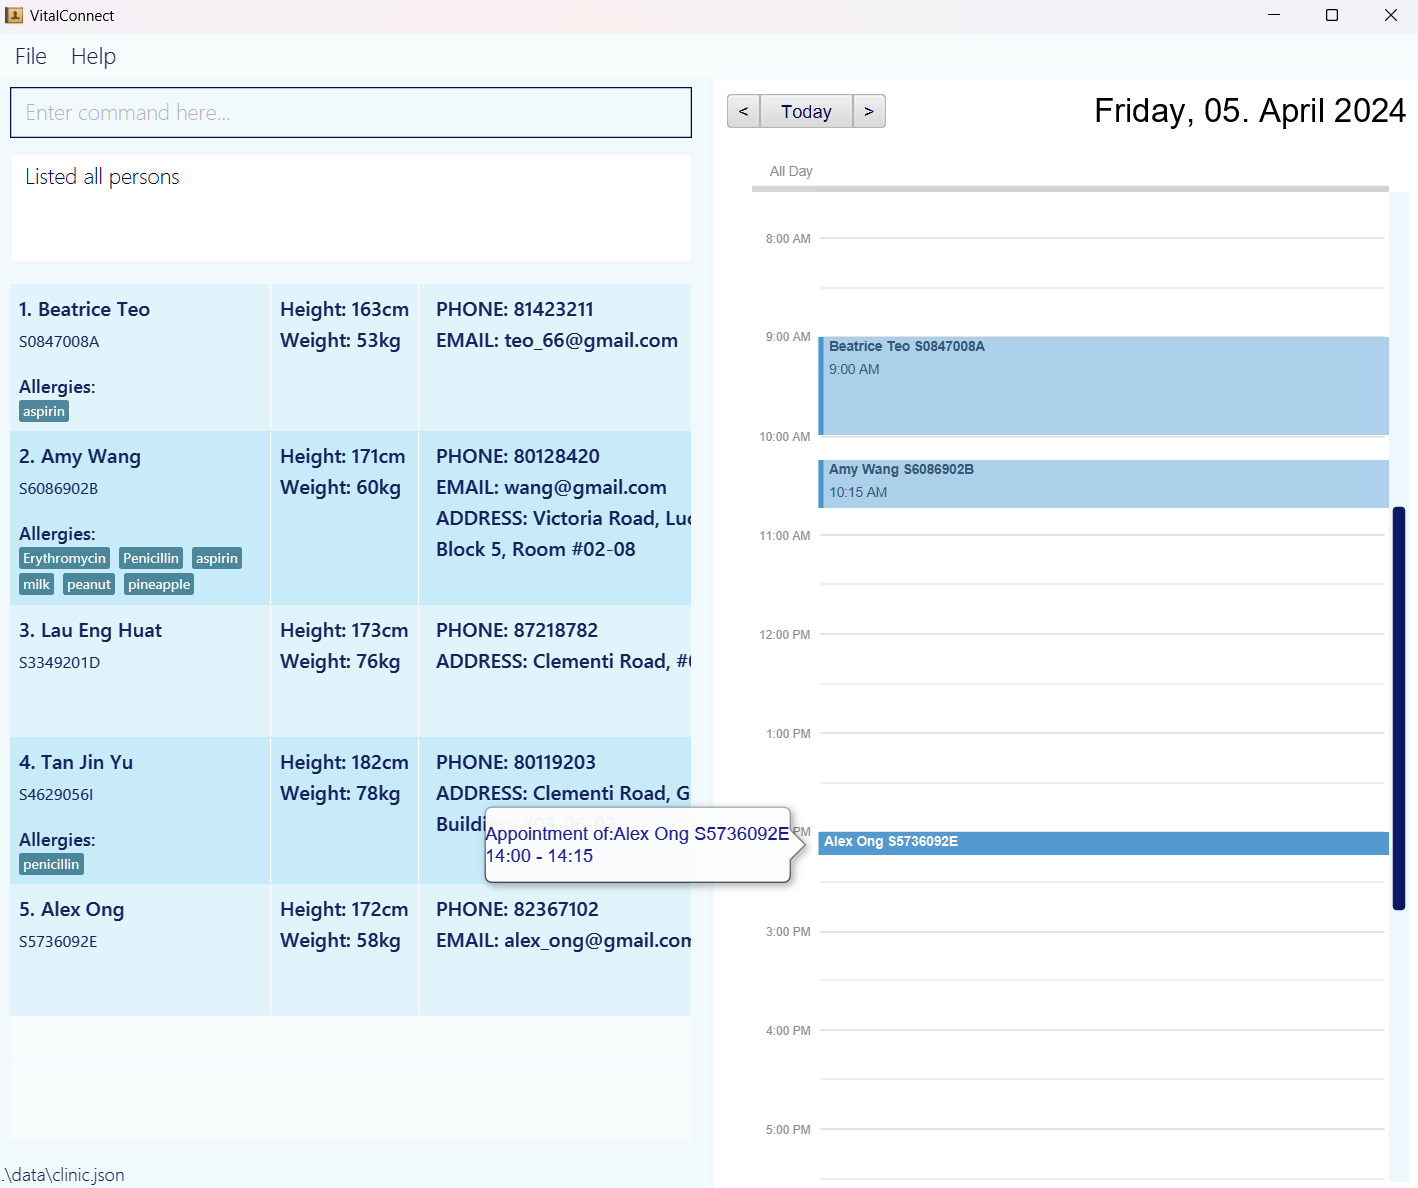 VitalConnect
File Help
Enter command here...
Listed all persons
1. Beatrice Teo
S0847008A
Allergies:
aspirin
Height: 163cm
Weight: 53kg
PHONE: 81423211
EMAIL: teo_66@gmail.com
2. Amy Wang
S6086902B
Allergies:
Erythromycin Penicillin aspirin
milk peanut pineapple
Height: 171cm
Weight: 60kg
PHONE: 80128420
EMAIL: wang@gmail.com
ADDRESS: Victoria Road,
Block 5, Room #02-08
3. Lau Eng Huat
S3349201D
Height: 173cm
Weight: 76kg
PHONE: 87218782
ADDRESS: Clementi Road,
4. Tan Jin Yu
S4629056I
Allergies:
penicillin
Height: 182cm
Weight: 78kg
PHONE: 80119203
ADDRESS: Clementi Road, G
5. Alex Ong
S5736092E
Height: 172cm
Weight: 58kg
PHONE: 82367102
EMAIL: alex_ong@gmail.com
.\data\clinic.json
< Today >
Friday, 05. April 2024
All Day
8:00 AM
9:00 AM
Beatrice Teo S0847008A
9:00 AM
10:00 AM
Amy Wang S6086902B
10:15 AM
11:00 AM
12:00 PM
1:00 PM
PM
Alex Ong S5736092E
Appointment of:Alex Ong S5736092E
14:00 - 14:15
3:00 PM
4:00 PM
5:00 PM